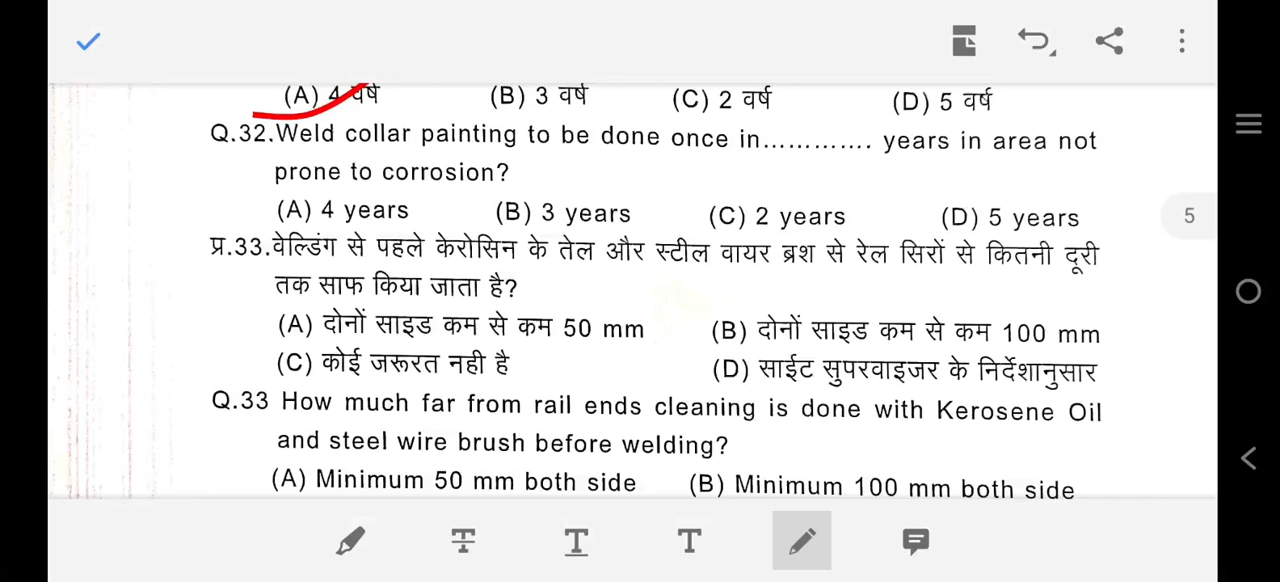 (A) 4 वर्ष (B) 3 वर्ष (C) 2 वर्ष (D) 5 वर्ष
Q.32.Weld collar painting to be done once in............. years in area not
prone to corrosion?
(A) 4 years (B) 3 years (C) 2 years (D) 5 years
5
प्र.33.वेल्डिंग से पहले केरोसिन के तेल और स्टील वायर ब्रश से रेल सिरों से कितनी दूरी
तक साफ किया जाता है?
(A) दोनों साइड कम से कम 50 mm (B) दोनों साइड कम से कम 100 mm
(C) कोई जरूरत नही है (D) साईट सुपरवाइजर के निर्देशानुसार
Q.33 How much far from rail ends cleaning is done with Kerosene Oil
and steel wire brush before welding?
(A) Minimum 50 mm both side (B) Minimum 100 mm both side